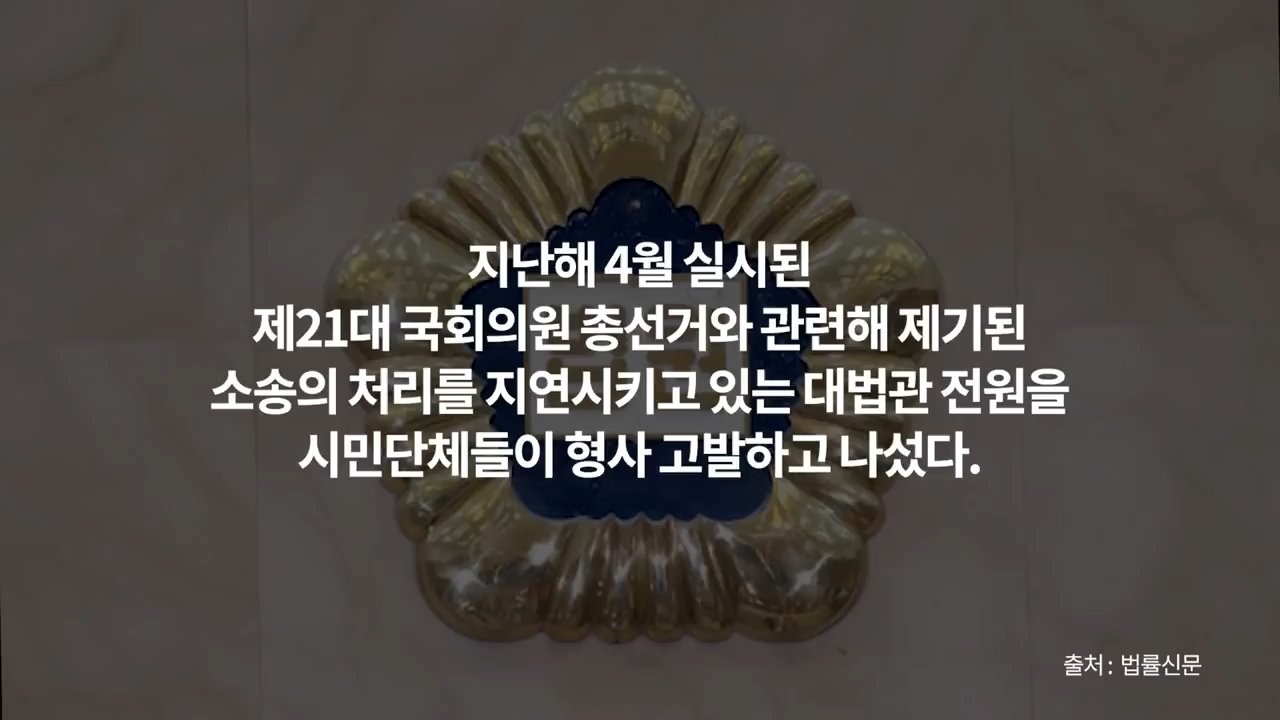 지난해 4월 실시된
제21대 국회의원 총선거와 관련해 제기된
소송의 처리를 지연시키고 있는 대법관 전원을
시민단체들이 형사 고발하고 나섰다.
출처 : 법률신문